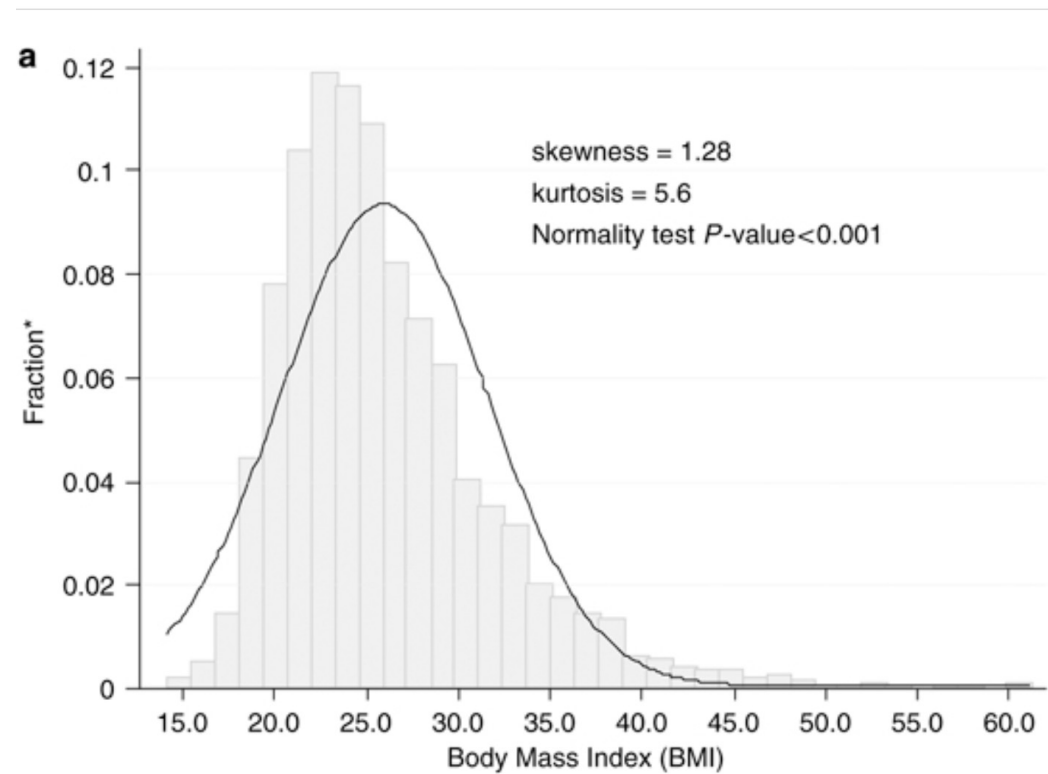 a
0.12
0.1
0.08
0.06
0.04
0.02
0
Fraction*
skewness = 1.28
kurtosis = 5.6
Normality test P-value<0.001
15.0 20.0 25.0 30.0 35.0 40.0 45.0 50.0 55.0 60.0
Body Mass Index (BMI)